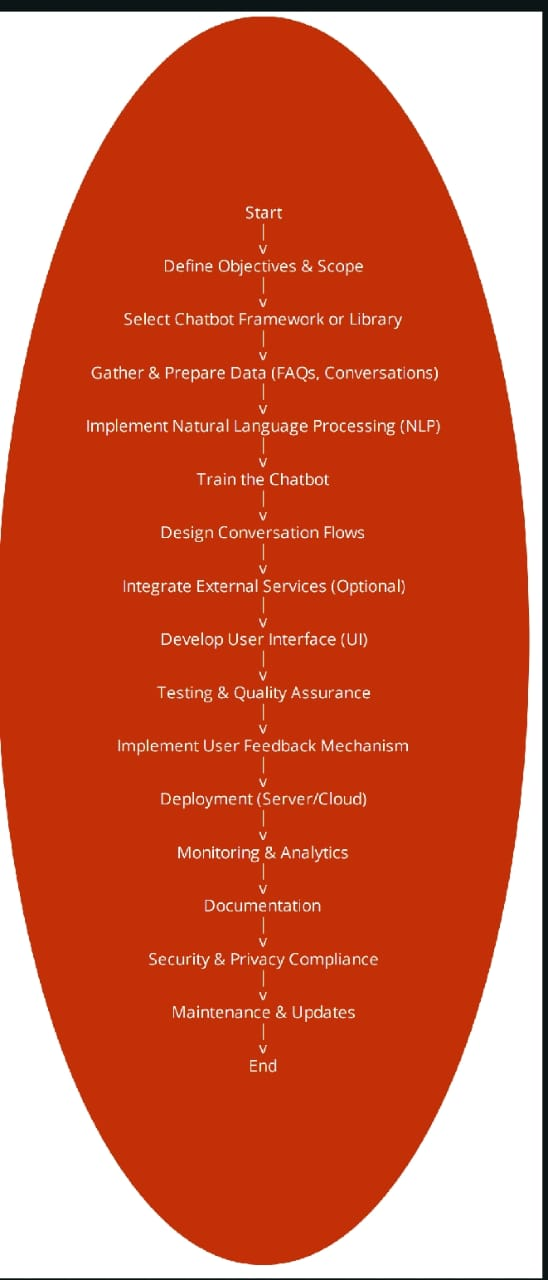 Start
|
v
Define Objectives & Scope
|
v
Select Chatbot Framework or Library
|
v
Gather & Prepare Data (FAQs, Conversations)
|
v
Implement Natural Language Processing (NLP)
|
v
Train the Chatbot
|
v
Design Conversation Flows
|
v
Integrate External Services (Optional)
|
v
Develop User Interface (UI)
|
v
Testing & Quality Assurance
|
v
Implement User Feedback Mechanism
|
v
Deployment (Server/Cloud)
|
v
Monitoring & Analytics
|
v
Documentation
|
v
Security & Privacy Compliance
|
v
Maintenance & Updates
|
v
End